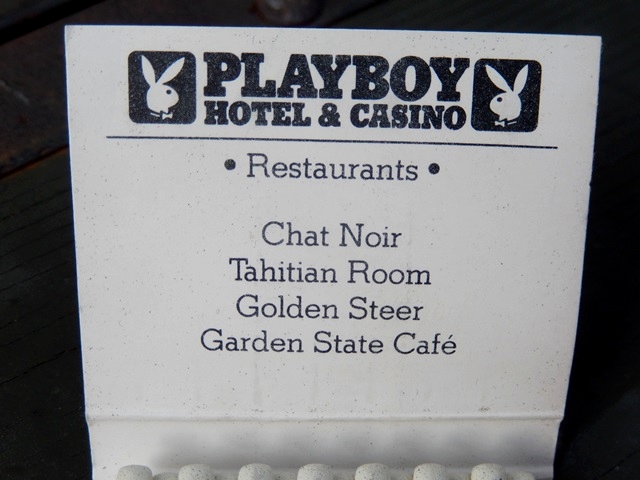 PLAYBOY
HOTEL & CASINO
• Restaurants •
Chat Noir
Tahitian Room
Golden Steer
Garden State Café